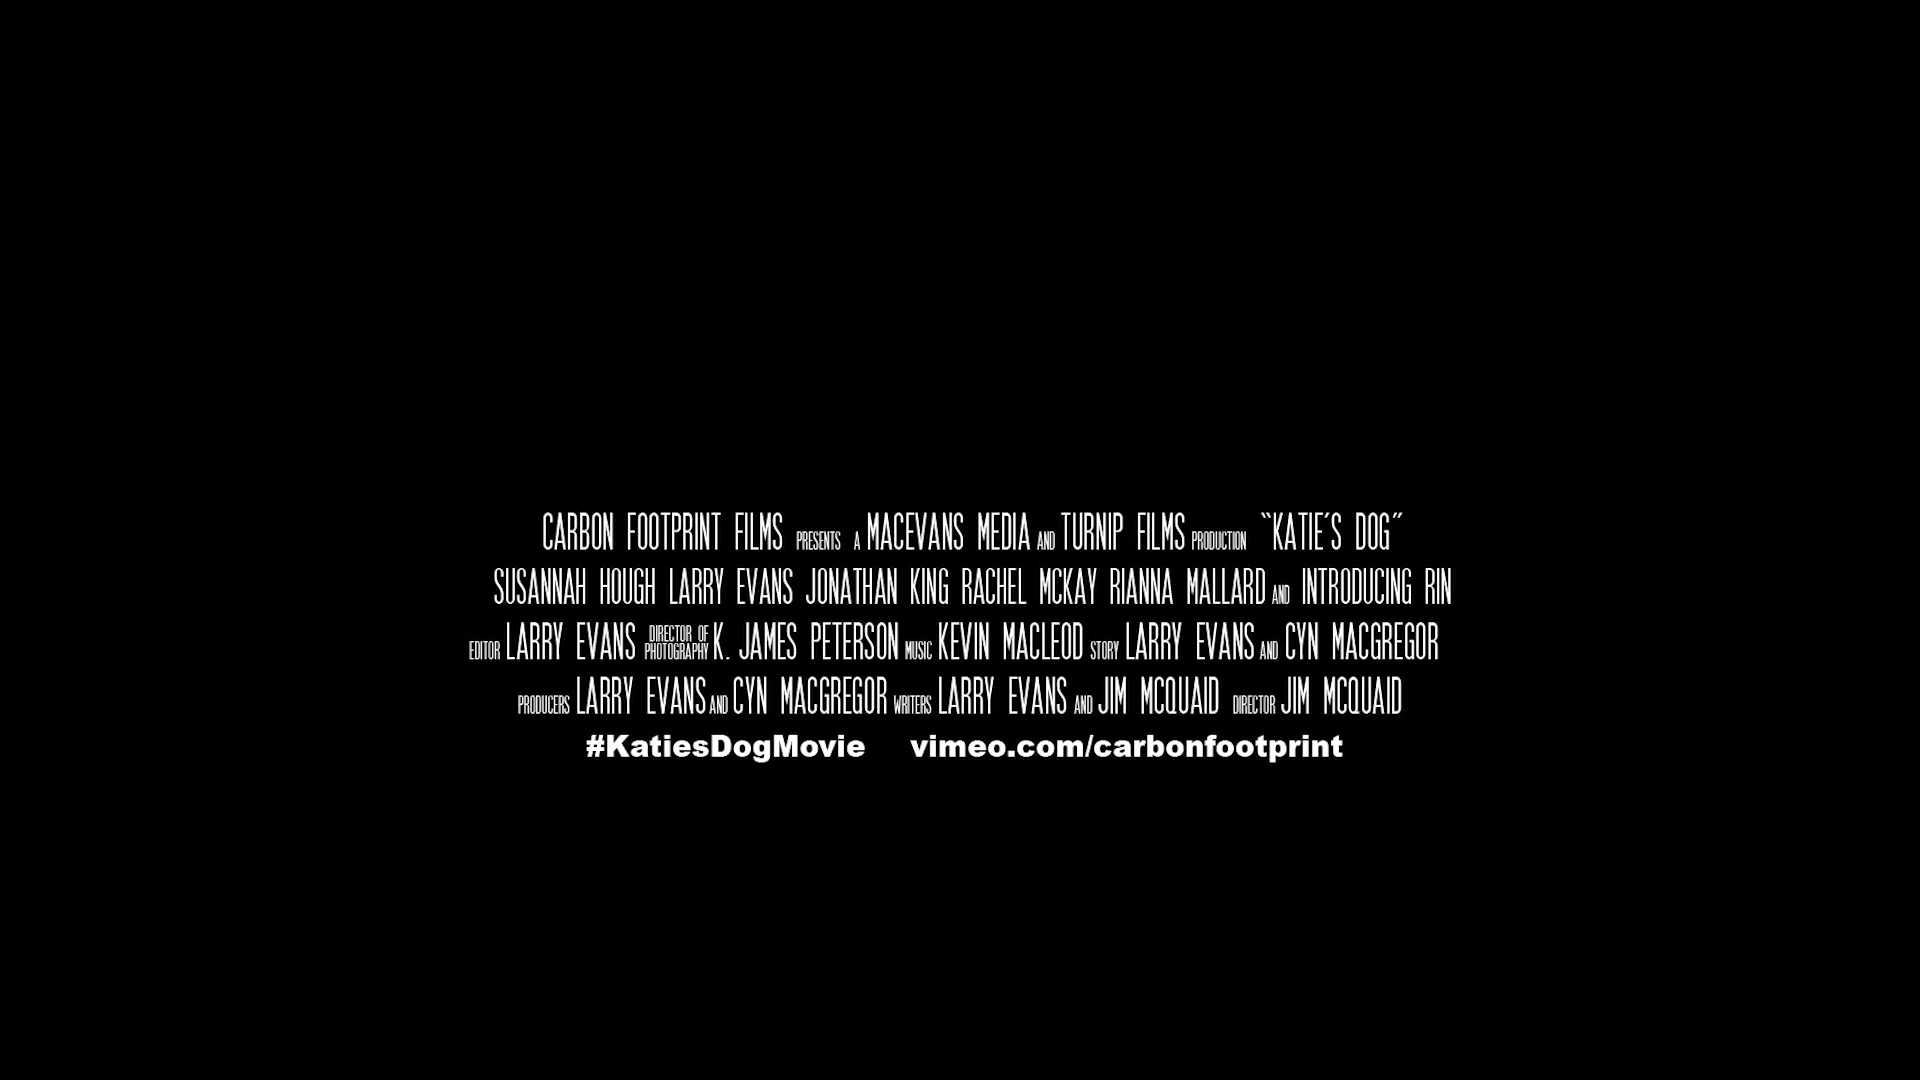 CARBON FOOTPRINT FILMS PRESENTS A MACEVANS MEDIA AND TURNIP FILMS PRODUCTION “KATIE'S DOG”
SUSANNAH HOUGH LARRY EVANS JONATHAN KING RACHEL MCKAY RIANNA MALLARD AND INTRODUCING RIN
EDITOR LARRY EVANS DIRECTOR OF PHOTOGRAPHY K. JAMES PETERSON MUSIC KEVIN MACLEOD STORY LARRY EVANS AND CYN MACGREGOR
PRODUCERS LARRY EVANS AND CYN MACGREGOR WRITERS LARRY EVANS AND JIM MCQUAID DIRECTOR JIM MCQUAID
#KatiesDogMovie vimeo.com/carbonfootprint